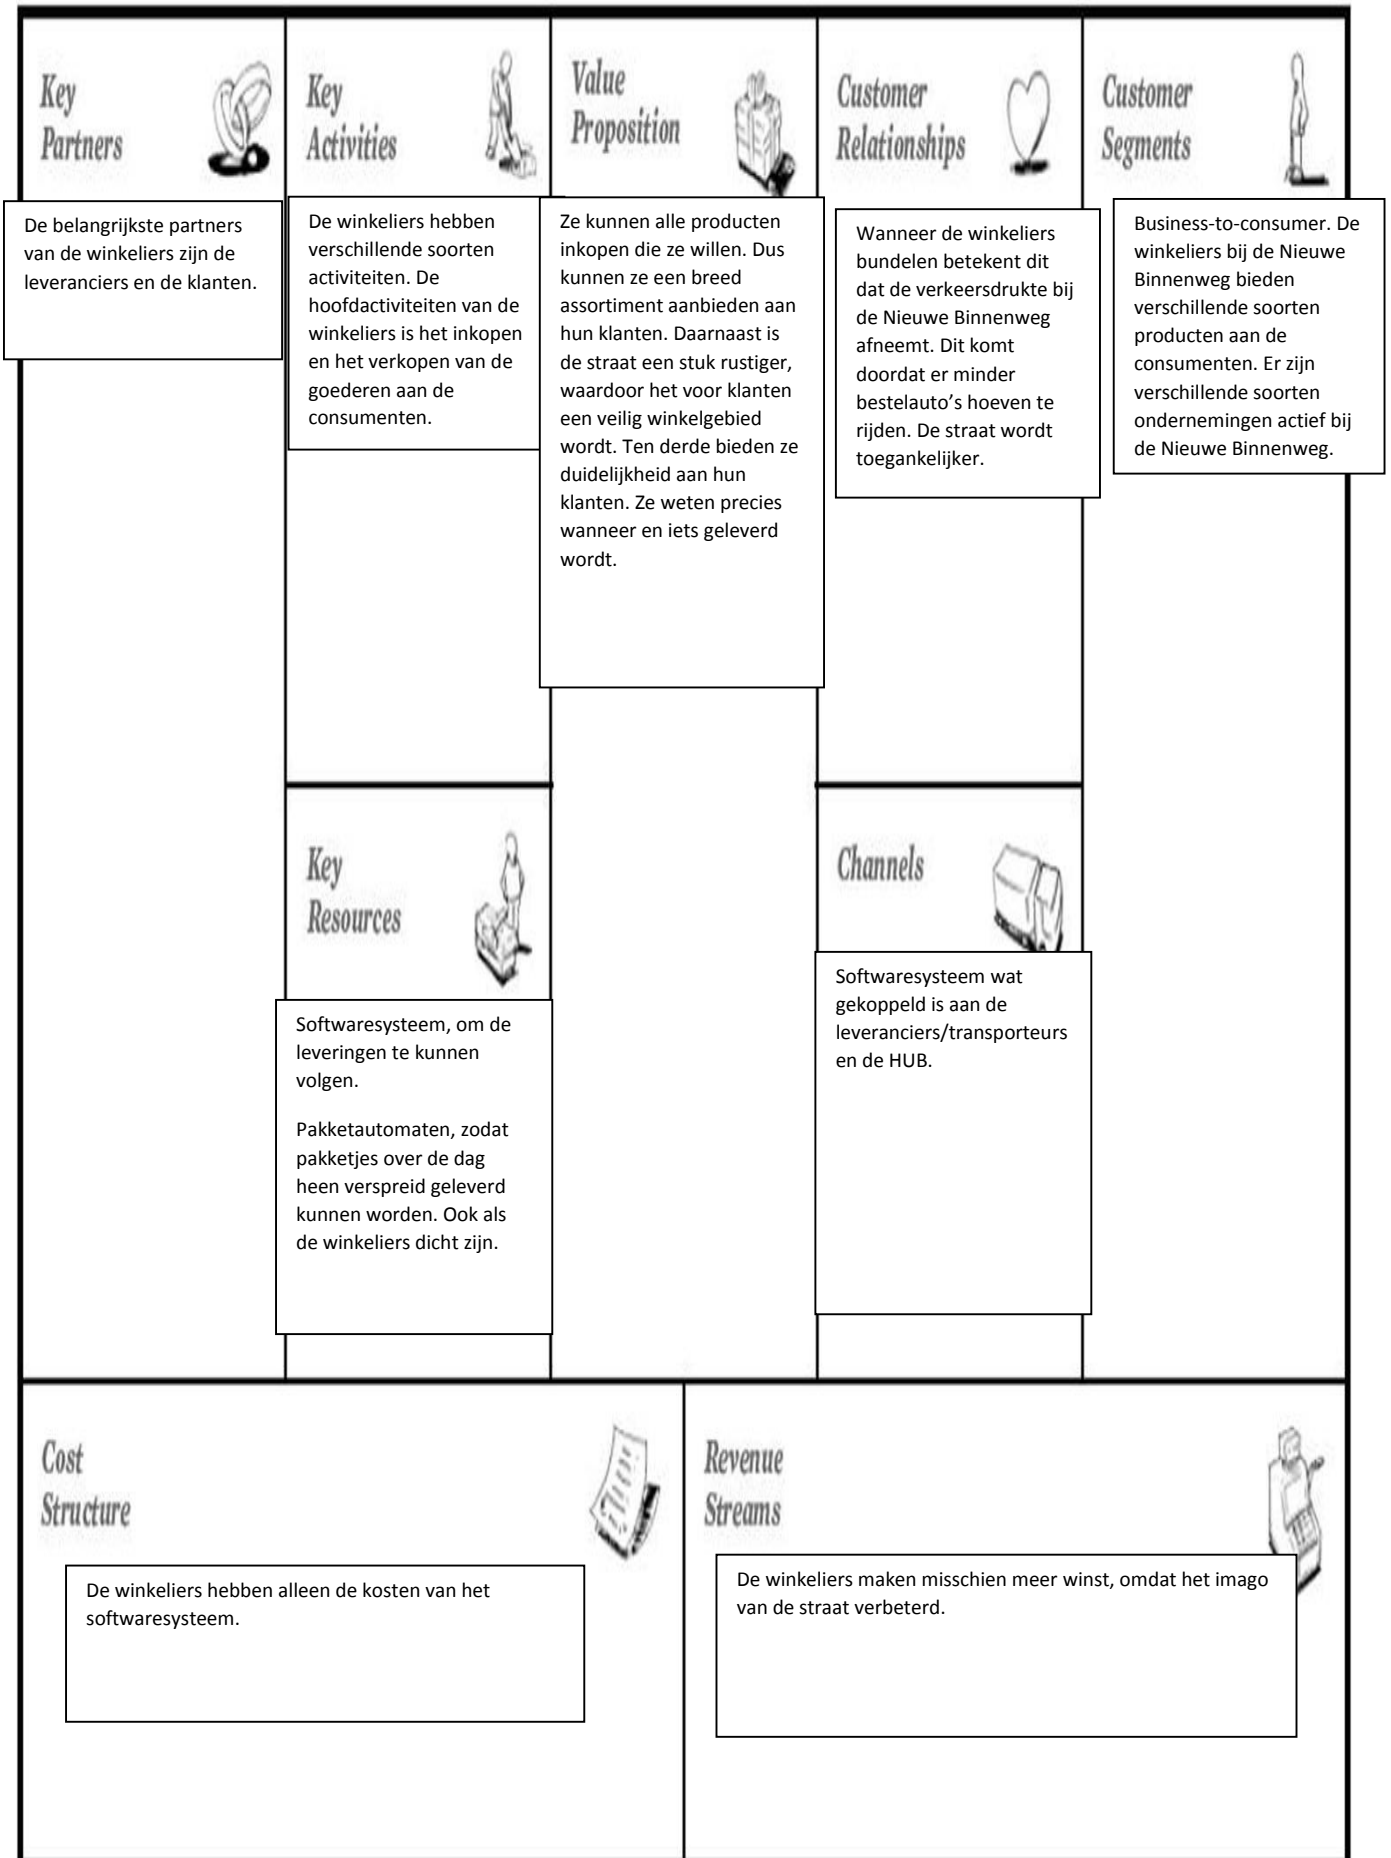 Key
Partners
De belangrijkste partners
van de winkeliers zijn de
leveranciers en de klanten.
Key
Activities
De winkeliers hebben
verschillende soorten
activiteiten. De
hoofdactiviteiten van de
winkeliers is het inkopen
en het verkopen van de
goederen aan de
consumenten.
Key
Resources
Softwaresysteem, om de
leveringen te kunnen
volgen.
Pakketautomaten, zodat
pakketjes over de dag
heen verspreid geleverd
kunnen worden. Ook als
de winkeliers dicht zijn.
Value
Proposition
Ze kunnen alle producten
inkopen die ze willen. Dus
kunnen ze een breed
assortiment aanbieden aan
hun klanten. Daarnaast is
de straat een stuk rustiger,
waardoor het voor klanten
een veilig winkelgebied
wordt. Ten derde bieden ze
duidelijkheid aan hun
klanten. Ze weten precies
wanneer en iets geleverd
wordt.
Customer
Relationships
Wanneer de winkeliers
bundelen betekent dit
dat de verkeersdrukte bij
de Nieuwe Binnenweg
afneemt. Dit komt
doordat er minder
bestelauto’s hoeven te
rijden. De straat wordt
toegankelijker.
Channels
Softwaresysteem wat
gekoppeld is aan de
leveranciers/transporteurs
en de HUB.
Customer
Segments
Business-to-consumer. De
winkeliers bij de Nieuwe
Binnenweg bieden
verschillende soorten
producten aan de
consumenten. Er zijn
verschillende soorten
ondernemingen actief bij
de Nieuwe Binnenweg.
Cost
Structure
De winkeliers hebben alleen de kosten van het
softwaresysteem.
Revenue
Streams
De winkeliers maken misschien meer winst, omdat het imago
van de straat verbeterd.